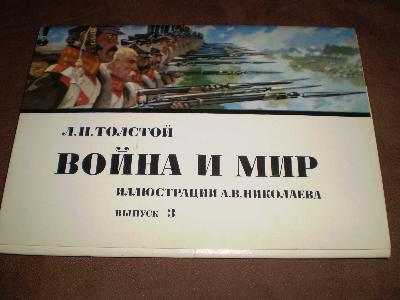 Л.Н.ТОЛСТОЙ
ВОЙНА И МИР
ИЛЛЮСТРАЦИИ А.В.НИКОЛАЕВА
ВЫПУСК 3